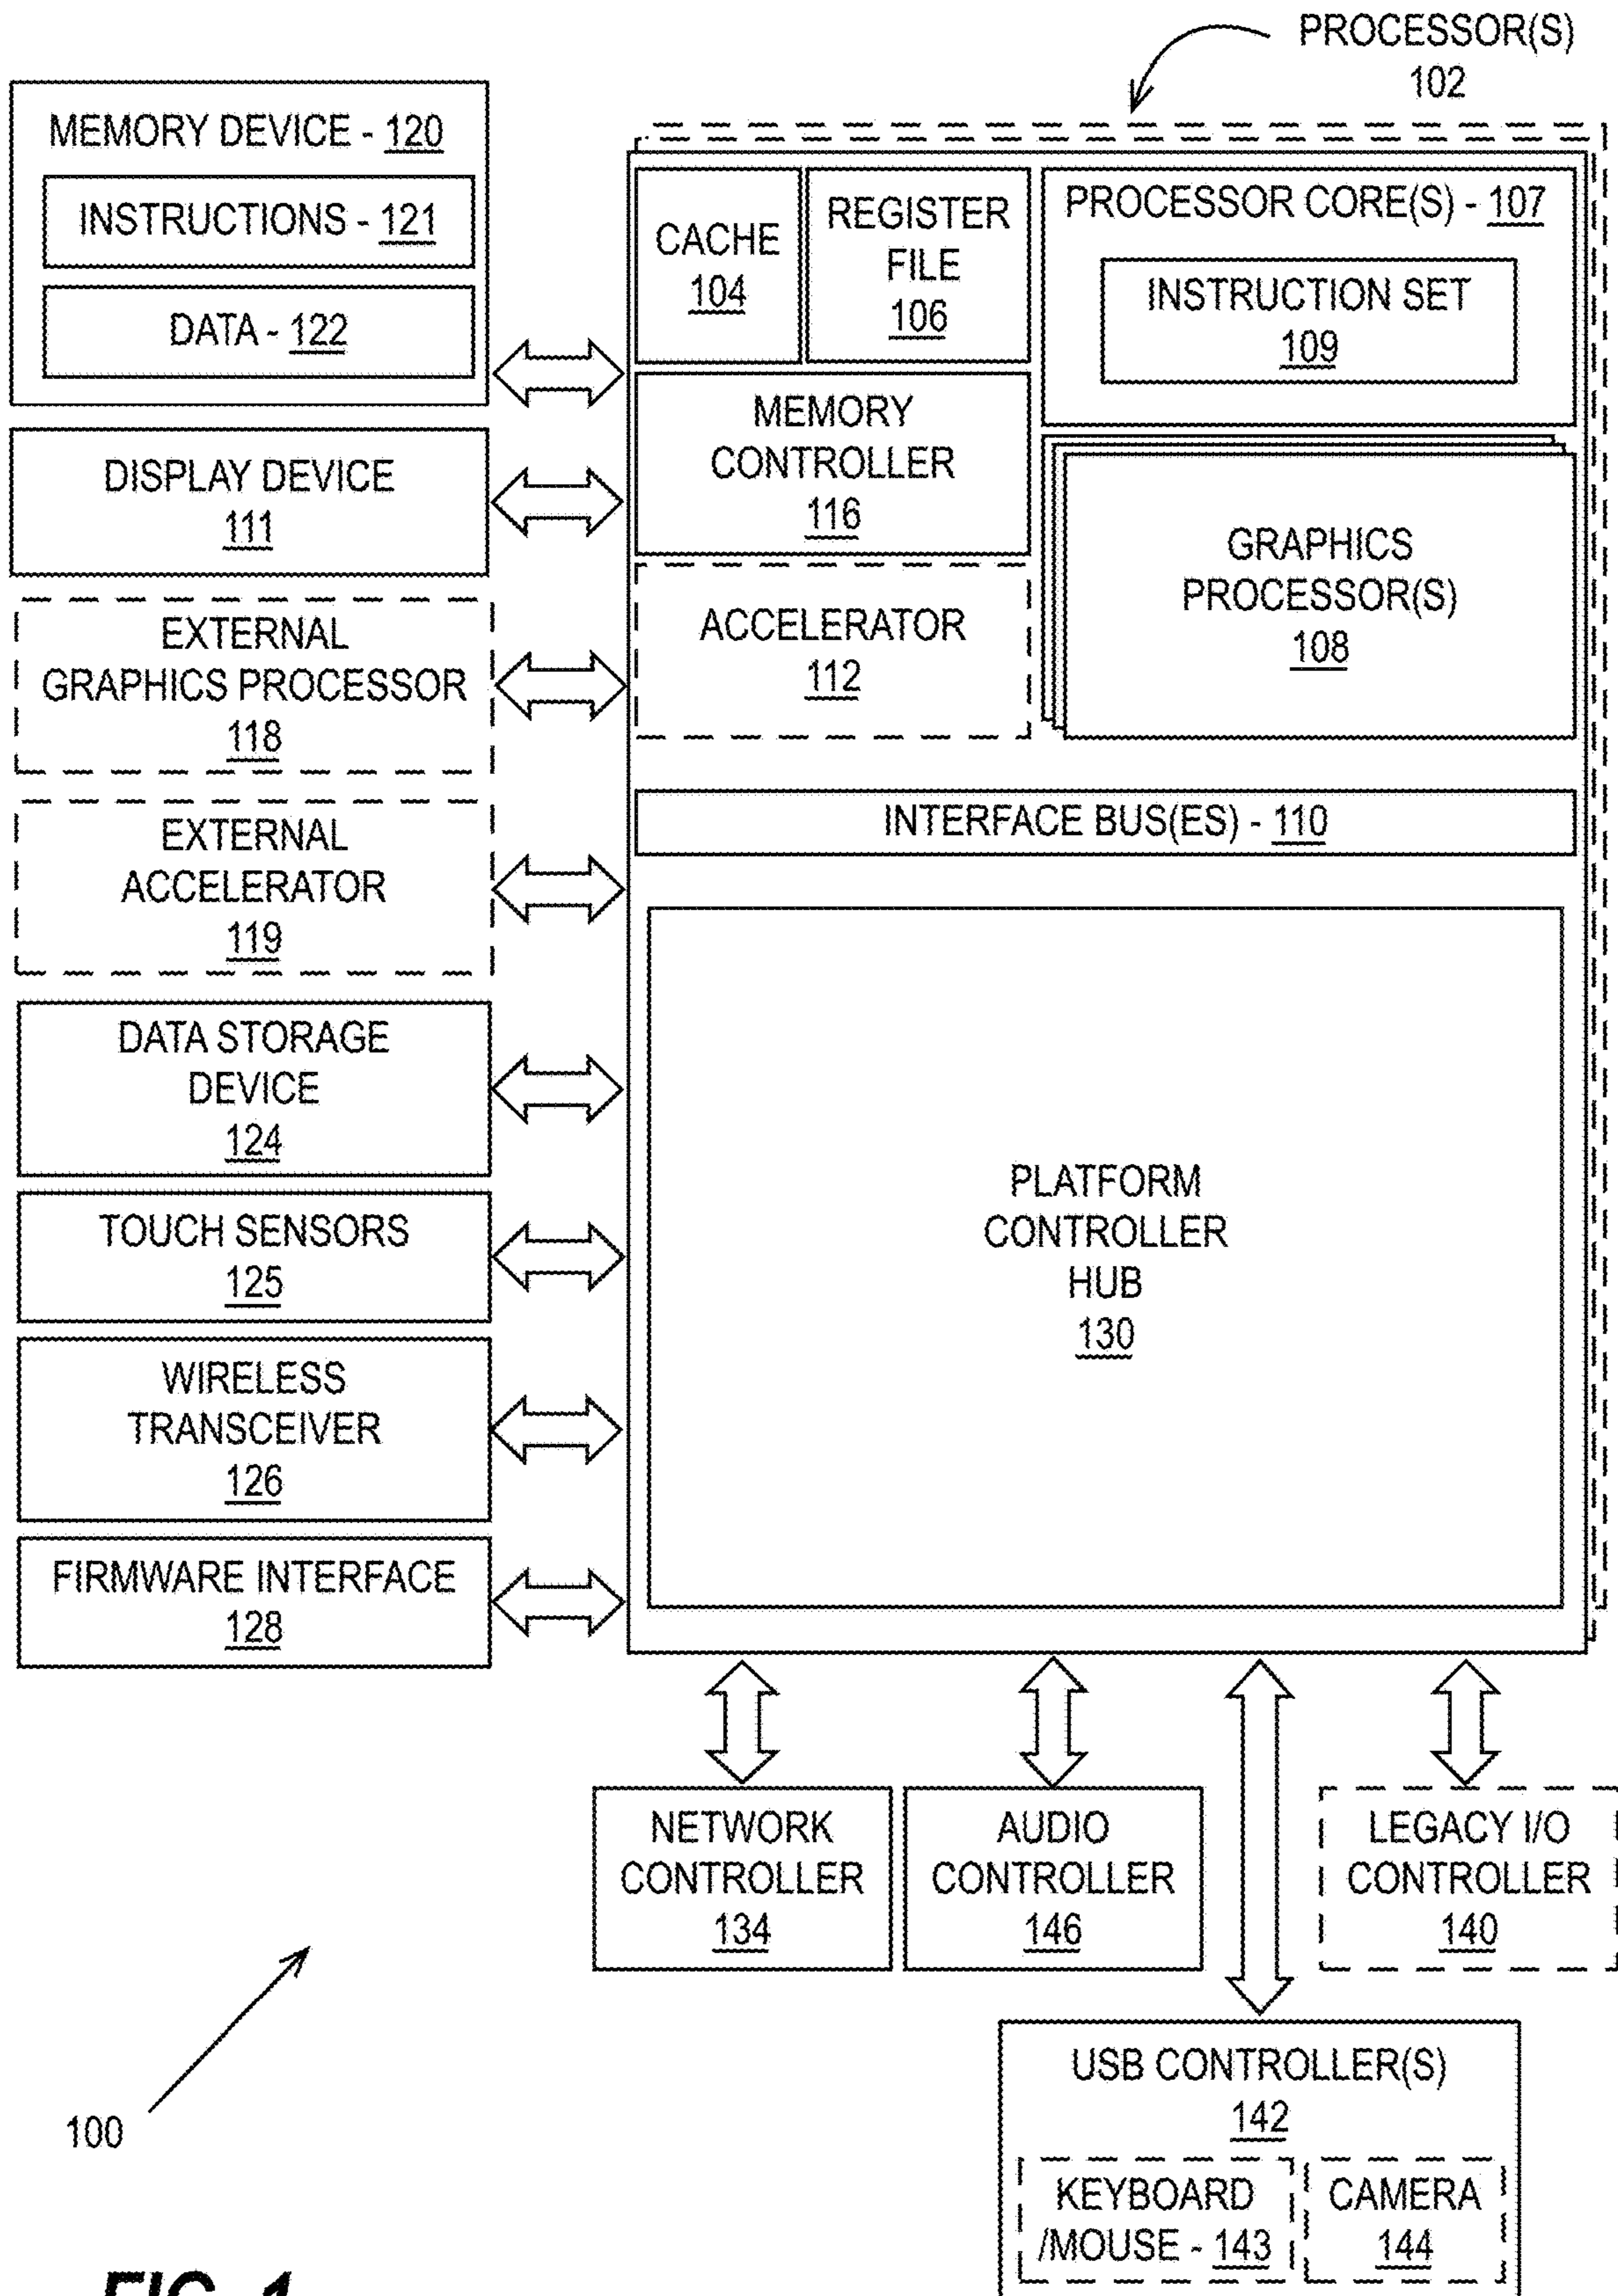 PROCESSOR(S)
102
MEMORY DEVICE - 120
INSTRUCTIONS - 121
DATA - 122
DISPLAY DEVICE
111
EXTERNAL
GRAPHICS PROCESSOR
118
EXTERNAL
ACCELERATOR
119
DATA STORAGE
DEVICE
124
TOUCH SENSORS
125
WIRELESS
TRANSCEIVER
126
FIRMWARE INTERFACE
128
CACHE
104
REGISTER
FILE
106
PROCESSOR CORE(S) - 107
INSTRUCTION SET
109
MEMORY
CONTROLLER
116
ACCELERATOR
112
GRAPHICS
PROCESSOR(S)
108
INTERFACE BUS(ES) - 110
PLATFORM
CONTROLLER
HUB
130
NETWORK
CONTROLLER
134
AUDIO
CONTROLLER
146
LEGACY I/O
CONTROLLER
140
USB CONTROLLER(S)
142
KEYBOARD
/MOUSE - 143
CAMERA
144
100
FIG. 1